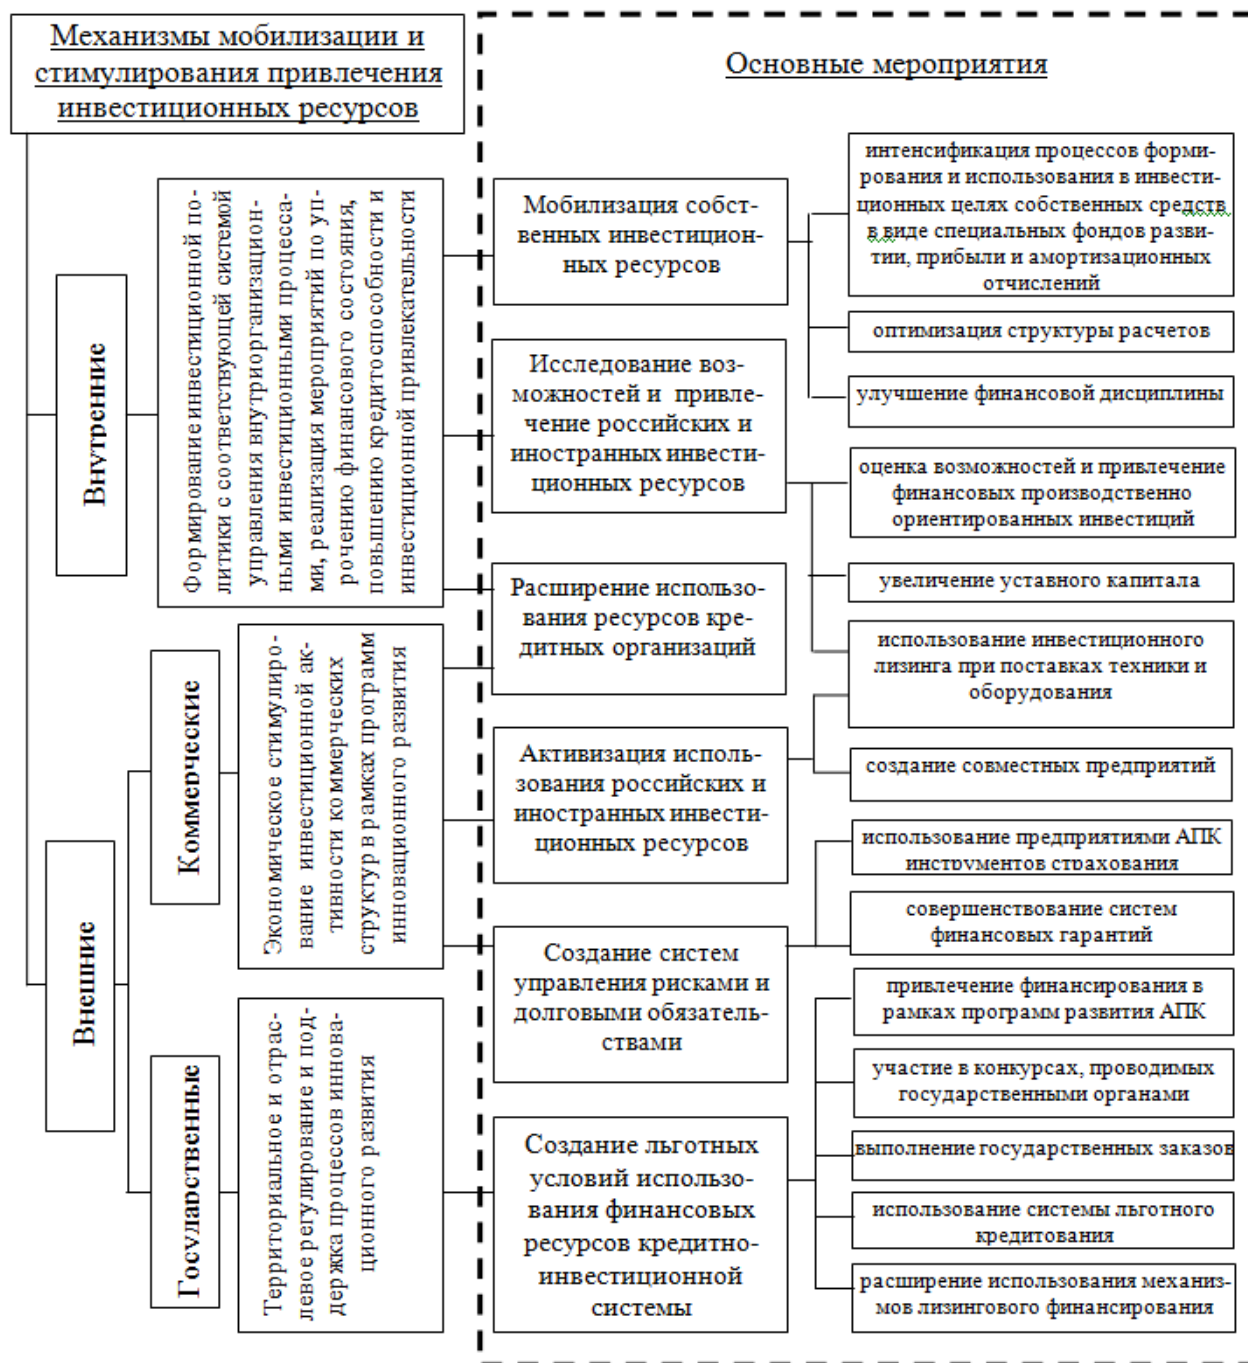 Механизмы мобилизации и
стимулирования привлечения
инвестиционных ресурсов
Основные мероприятия
Внутренние
Формирование инвестиционной по-
литики с соответствующей системой
управления внутриорганизацион-
ными инвестиционными процесса-
ми, реализация мероприятий по уп-
рочению финансового состояния,
повышению кредитоспособности и
инвестиционной привлекательности
Внешние
Коммерческие
Экономическое стимулиро-
вание инвестиционной ак-
тивности коммерческих
структур в рамках программ
инновационного развития
Государственные
Территориальное и отрас-
левое регулирование и под-
держка процессов иннова-
ционного развития
Мобилизация собст-
венных инвестицион-
ных ресурсов
Исследование воз-
можностей и привле-
чение российских и
иностранных инвести-
ционных ресурсов
Расширение использо-
вания ресурсов кре-
дитных организаций
Активизация исполь-
зования российских и
иностранных инвести-
ционных ресурсов
Создание систем
управления рисками и
долговыми обязатель-
ствами
Создание льготных
условий использо-
вания финансовых
ресурсов кредитно-
инвестиционной
системы
интенсификация процессов форми-
рования и использования в инвести-
ционных целях собственных средств
в виде специальных фондов разви-
тии, прибыли и амортизационных
отчислений
оптимизация структуры расчетов
улучшение финансовой дисциплины
оценка возможностей и привлечение
финансовых производственно
ориентированных инвестиций
увеличение уставного капитала
использование инвестиционного
лизинга при поставках техники и
оборудования
создание совместных предприятий
использование предприятиями АПК
инструментов страхования
совершенствование систем
финансовых гарантий
привлечение финансирования в
рамках программ развития АПК
участие в конкурсах, проводимых
государственными органами
выполнение государственных заказов
использование системы льготного
кредитования
расширение использования механиз-
мов лизингового финансирования